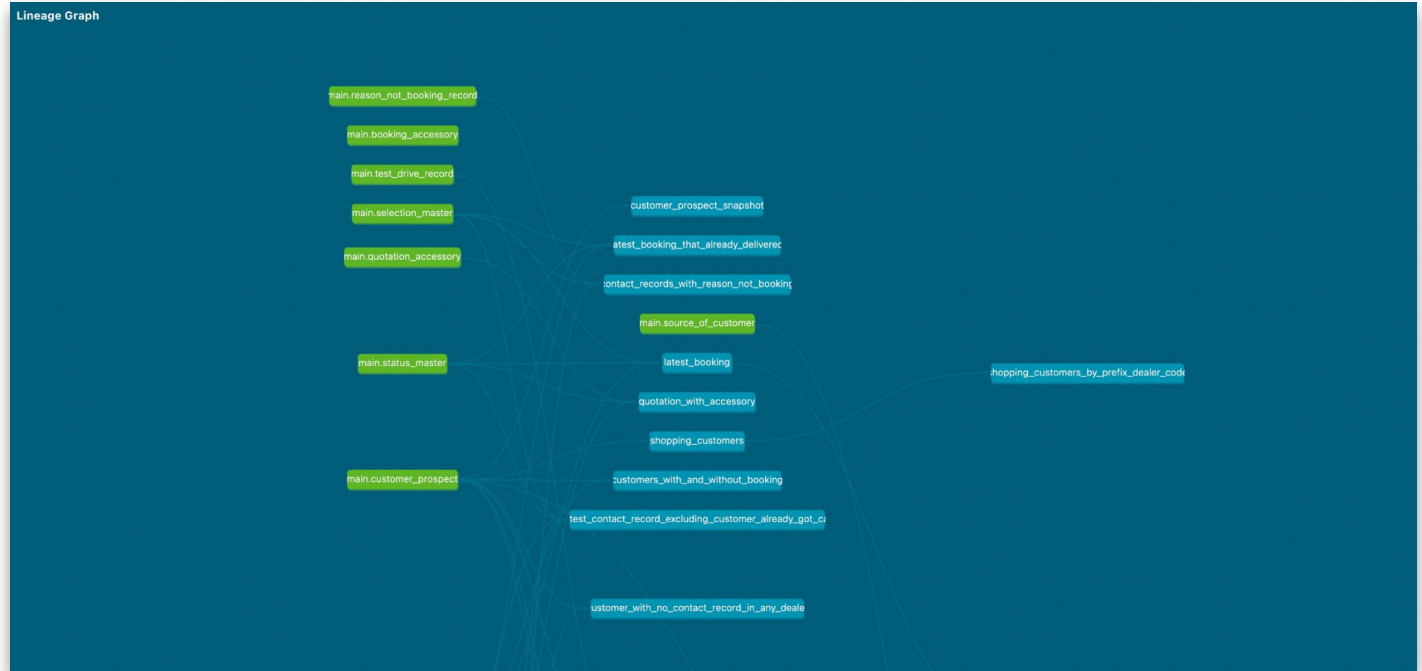 Lineage Graph
main.reason_not_booking_record
main.booking_accessory
main.test_drive_record
main.selection_master
main.quotation_accessory
main.status_master
main.customer_prospect
customer_prospect_snapshot
atest_booking_that_already_delivered
contact_records_with_reason_not_booking
main.source_of_customer
latest_booking
quotation_with_accessory
shopping_customers
customers_with_and_without_booking
test_contact_record_excluding_customer_already_got_ca
ustomer_with_no_contact_record_in_any_deale
shopping_customers_by_prefix_dealer_code